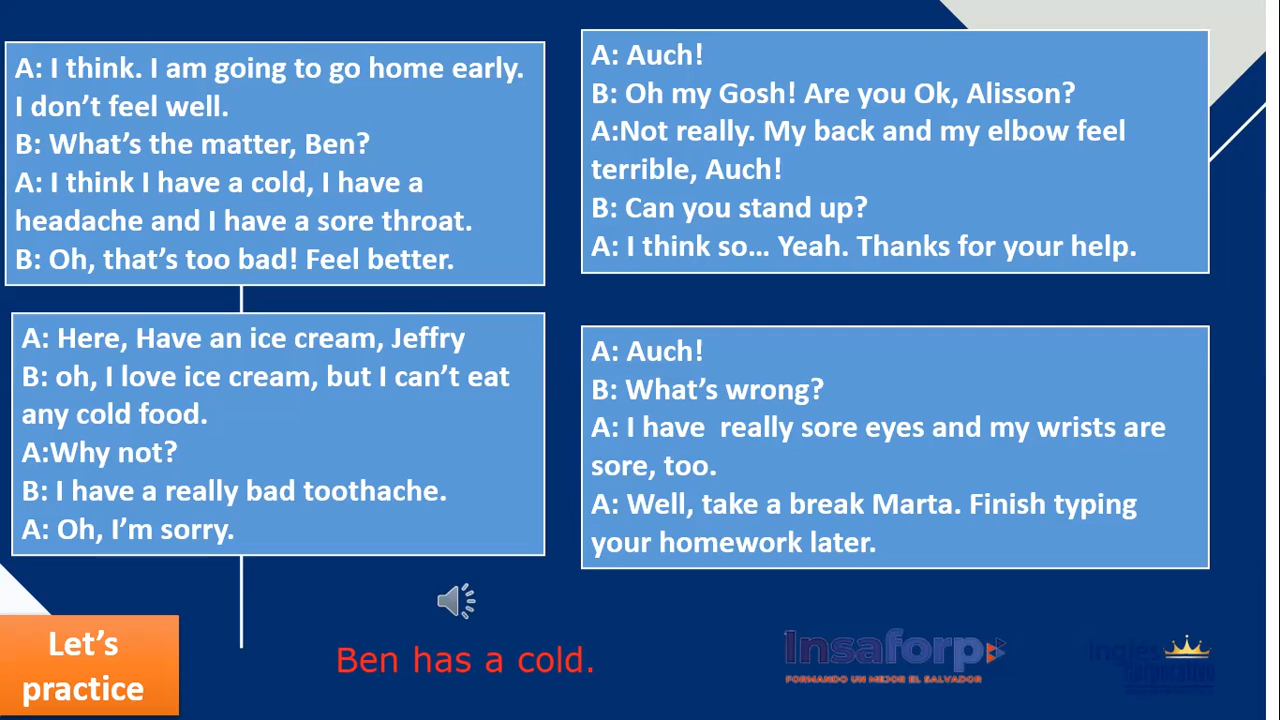 A: I think. I am going to go home early.
I don't feel well.
B: What's the matter, Ben?
A: I think I have a cold, I have a
headache and I have a sore throat.
B: Oh, that's too bad! Feel better.
A: Auch!
B: Oh my Gosh! Are you Ok, Alisson?
A:Not really. My back and my elbow feel
terrible, Auch!
B: Can you stand up?
A: I think so... Yeah. Thanks for your help.
A: Here, Have an ice cream, Jeffry
B: oh, I love ice cream, but I can't eat
any cold food.
A:Why not?
B: I have a really bad toothache.
A: Oh, I'm sorry.
A: Auch!
B: What's wrong?
A: I have  really sore eyes and my wrists are
sore, too.
A: Well, take a break Marta. Finish typing
your homework later.
Let's
practice
Ben has a cold.
Insaforp
FORMANDO UN MEJOR EL SALVADOR
Inglés
Corporativo